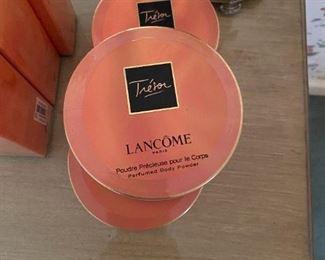 Trésor
Trésor
LANCÔME
PARIS
Poudre Précieuse pour le Corps
Perfumed Body Powder